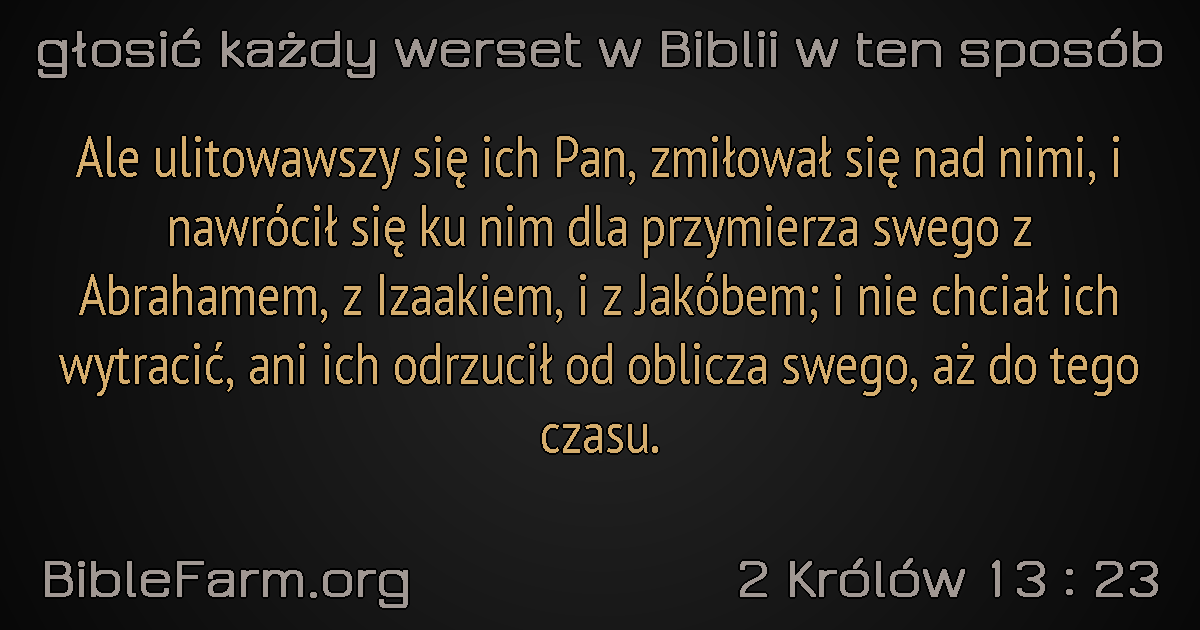 głosić każdy werset w Biblii w ten sposób
Ale ulitowawszy się ich Pan, zmiłował się nad nimi, i
nawrócił się ku nim dla przymierza swego z
Abrahamem, z Izaakiem, i z Jakóbem; i nie chciał ich
wytracić, ani ich odrzucił od oblicza swego, aż do tego
czasu.
BibleFarm.org
2 Królów 13 : 23